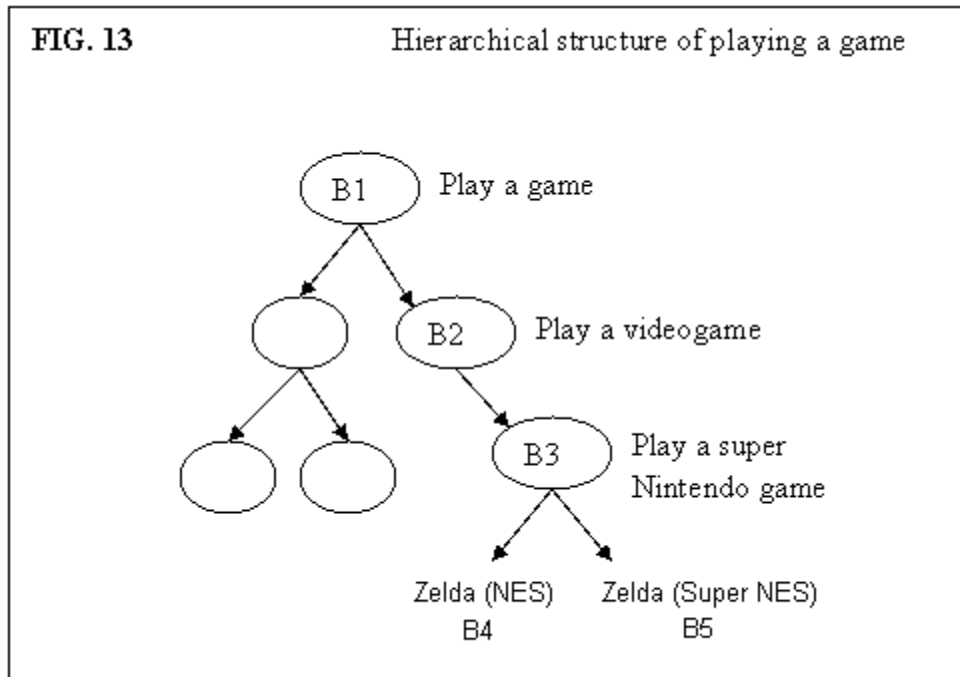 FIG. 13
Hierarchical structure of playing a game
B1
Play a game
B2
Play a videogame
B3
Play a super
Nintendo game
Zelda (NES)
B4
Zelda (Super NES)
B5